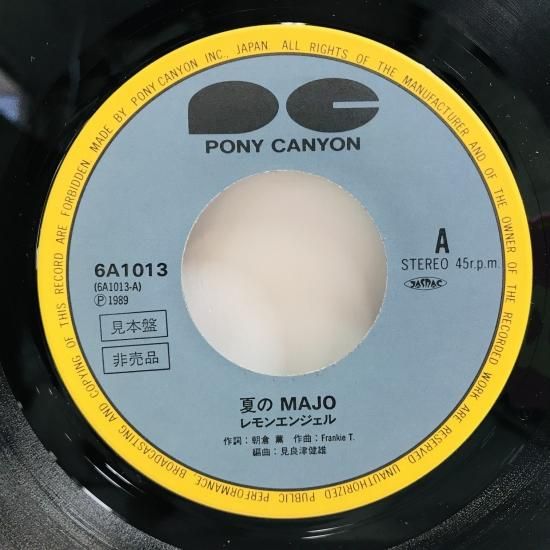 BROADCASTING AND COPYING OF THIS RECORD ARE FORBIDDEN MADE BY PONY CANYON INC., JAPAN ALL RIGHTS OF THE MANUFACTURER AND OF THE OWNER OF THE RECORDED WORK ARE RESERVED UNAUTHORIZED PUBLIC PERFORMANCE,
PC
PONY CANYON
6A1013
(6A1013-A)
Ⓟ1989
見本盤
非売品
A
STEREO 45r.p.m.
JASRAC
夏の MAJO
レモンエンジェル
作詞：朝倉 薫 作曲：Frankie T.
編曲：見良津健雄